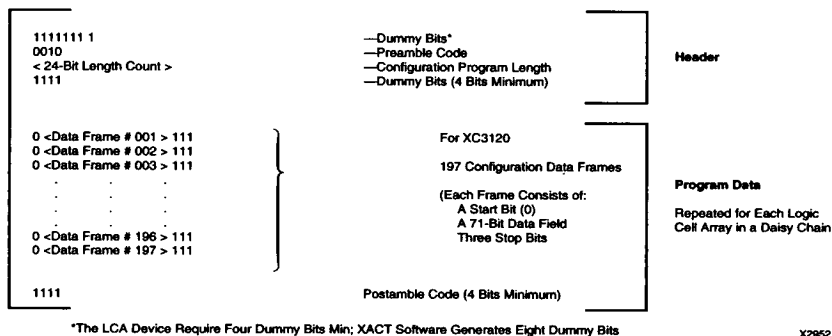 11111111 —Dummy Bits*
0010 —Preamble Code
< 24-Bit Length Count > —Configuration Program Length
1111 —Dummy Bits (4 Bits Minimum)
Header
0 <Data Frame # 001 > 111
0 <Data Frame # 002 > 111
0 <Data Frame # 003 > 111
. . .
. . .
. . .
0 <Data Frame # 196 > 111
0 <Data Frame # 197 > 111
For XC3120
197 Configuration Data Frames
(Each Frame Consists of:
A Start Bit (0)
A 71-Bit Data Field
Three Stop Bits
Program Data
Repeated for Each Logic
Cell Array in a Daisy Chain
1111 Postamble Code (4 Bits Minimum)
*The LCA Device Require Four Dummy Bits Min; XACT Software Generates Eight Dummy Bits
X2952